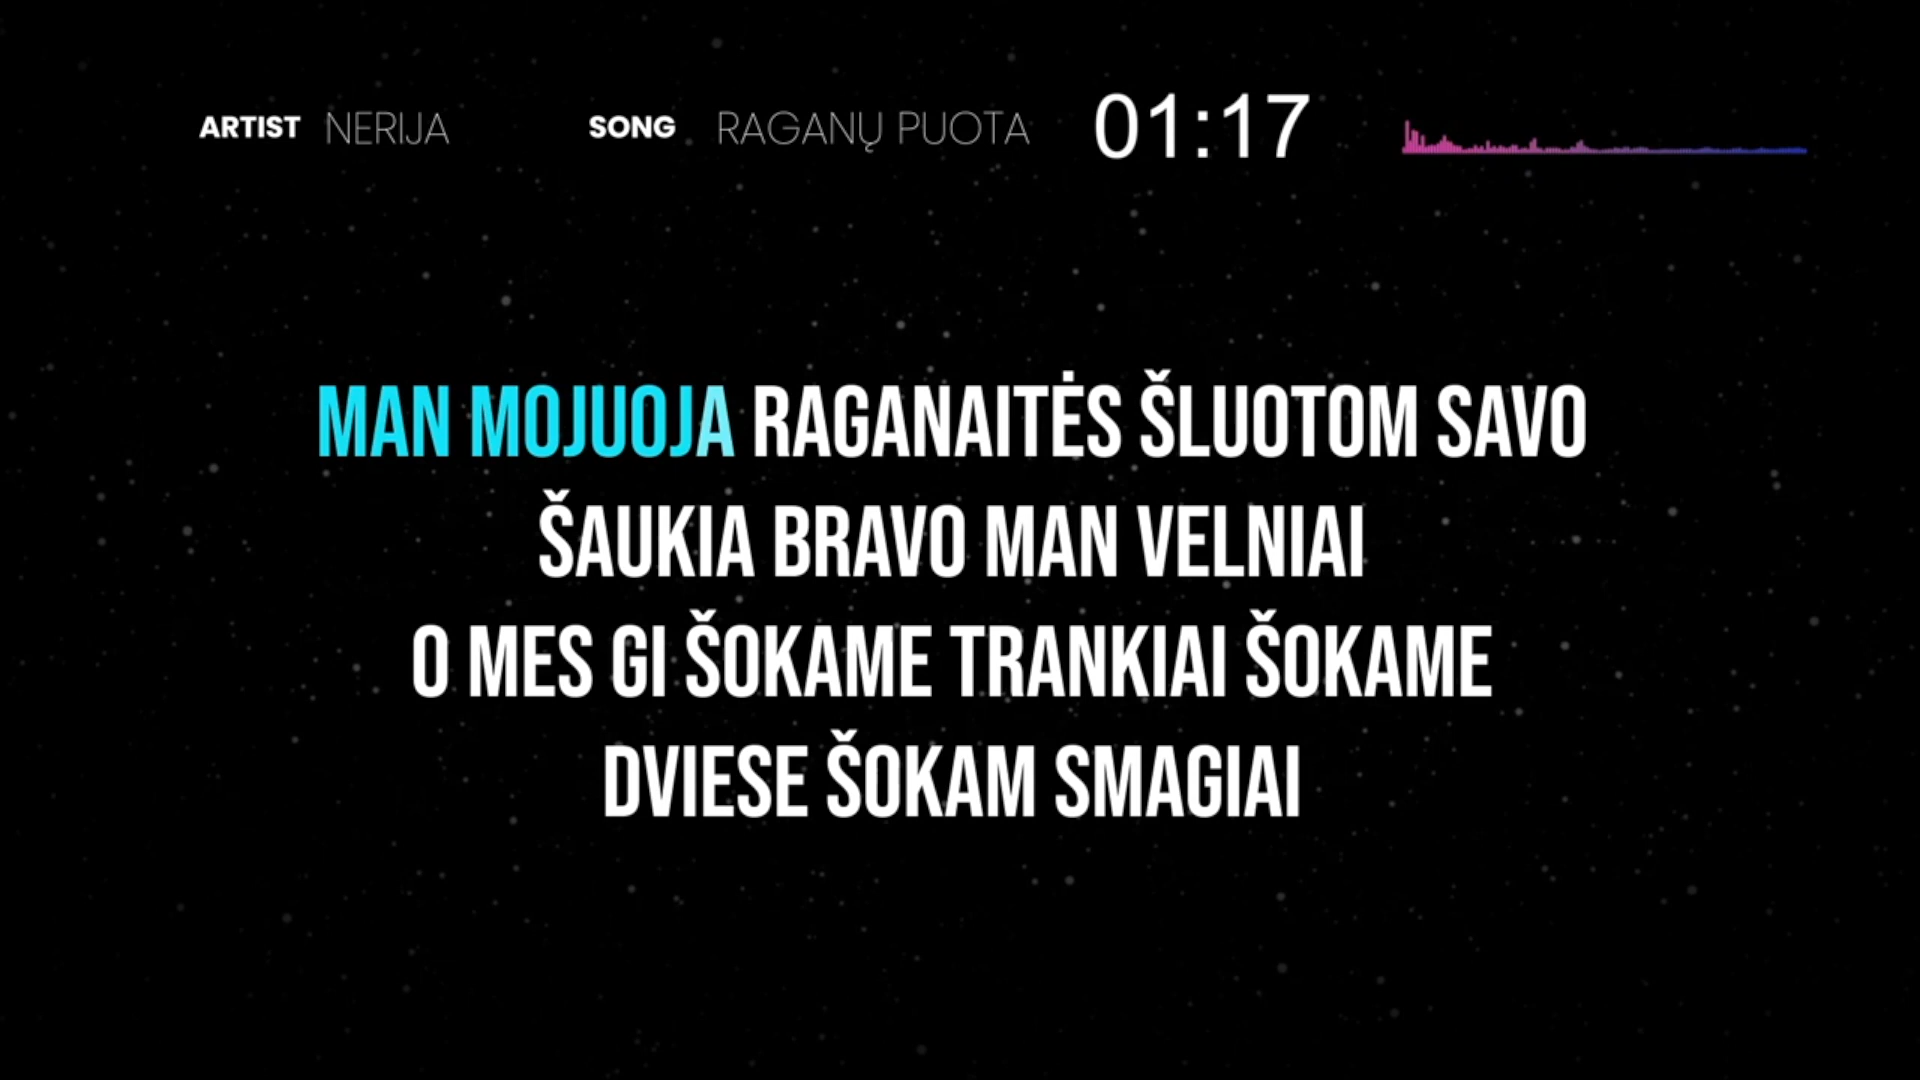 ARTIST NERIJA SONG RAGANŲ PUOTA 01:17
MAN MOJUOJA RAGANAITĖS ŠLUOTOM SAVO
ŠAUKIA BRAVO MAN VELNIAI
O MES GI ŠOKAME TRANKIAI ŠOKAME
DVIESE ŠOKAM SMAGIAI